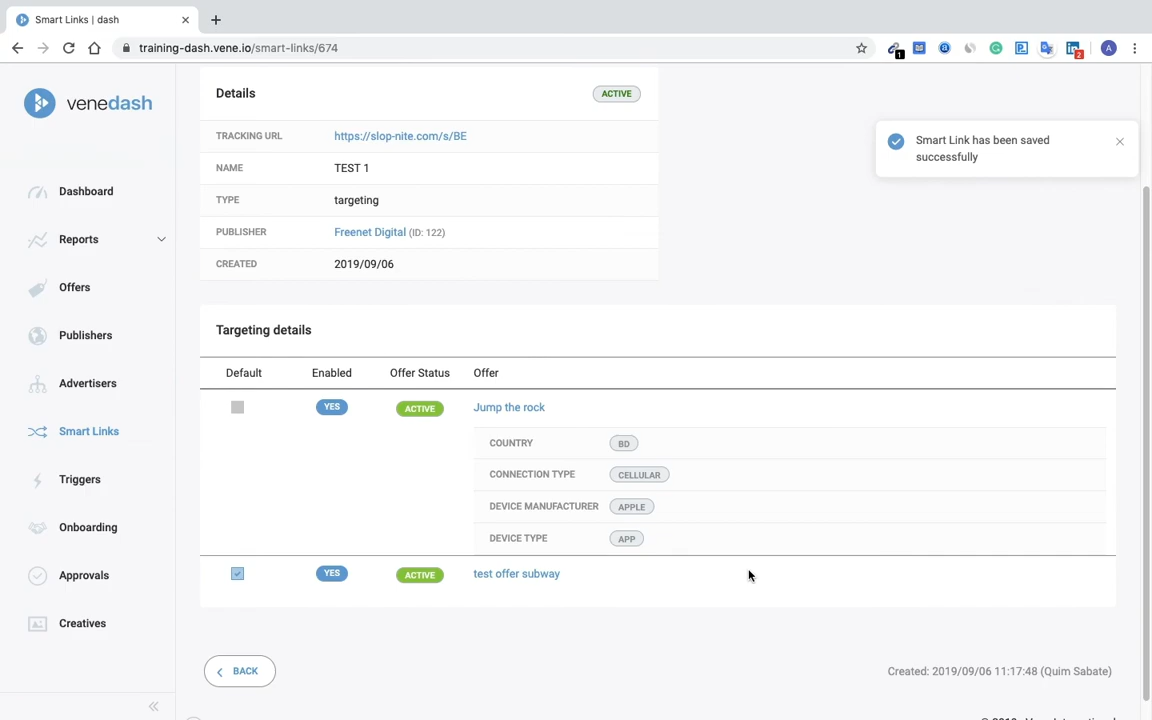 Smart Links | dash
training-dash.vene.io/smart-links/674
1
2
A
venedash
Details
ACTIVE
TRACKING URL
https://slop-nite.com/s/BE
Smart Link has been saved
successfully
NAME
TEST 1
TYPE
targeting
PUBLISHER
Freenet Digital (ID: 122)
CREATED
2019/09/06
Dashboard
Reports
Offers
Publishers
Advertisers
Smart Links
Triggers
Onboarding
Approvals
Creatives
Targeting details
Default
Enabled
Offer Status
Offer
YES
ACTIVE
Jump the rock
COUNTRY
BD
CONNECTION TYPE
CELLULAR
DEVICE MANUFACTURER
APPLE
DEVICE TYPE
APP
YES
ACTIVE
test offer subway
BACK
Created: 2019/09/06 11:17:48 (Quim Sabate)